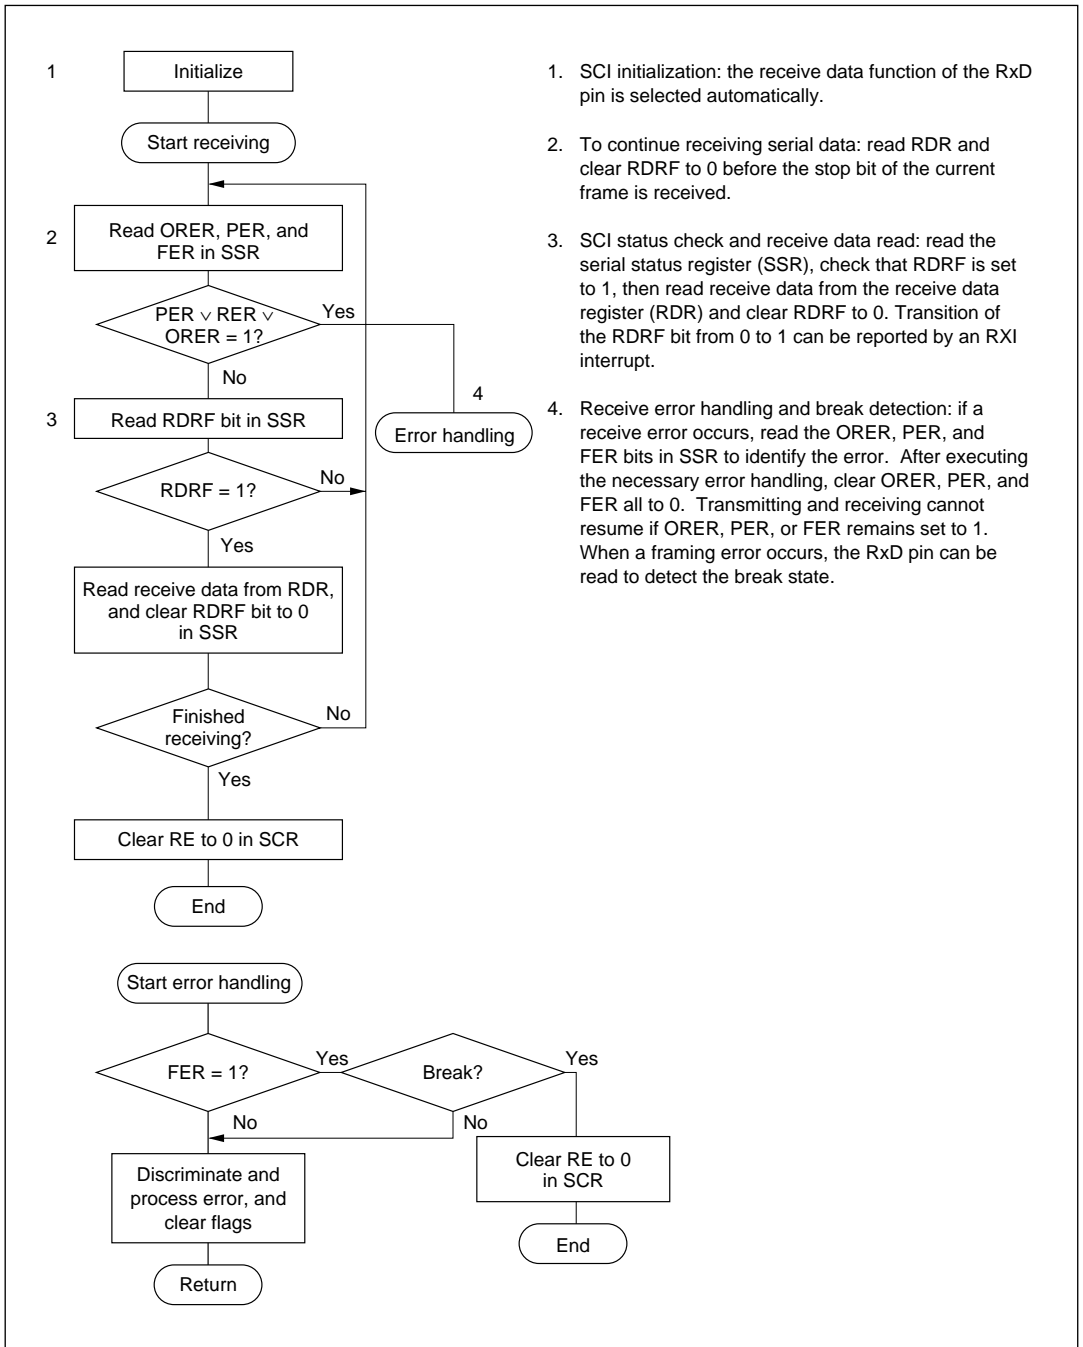 1
Initialize
Start receiving
2
Read ORER, PER, and
FER in SSR
PER ∨ RER ∨
ORER = 1?
Yes
No
4
Error handling
3
Read RDRF bit in SSR
RDRF = 1?
No
Yes
Read receive data from RDR,
and clear RDRF bit to 0
in SSR
Finished
receiving?
No
Yes
Clear RE to 0 in SCR
End
1. SCI initialization: the receive data function of the RxD
pin is selected automatically.
2. To continue receiving serial data: read RDR and
clear RDRF to 0 before the stop bit of the current
frame is received.
3. SCI status check and receive data read: read the
serial status register (SSR), check that RDRF is set
to 1, then read receive data from the receive data
register (RDR) and clear RDRF to 0. Transition of
the RDRF bit from 0 to 1 can be reported by an RXI
interrupt.
4. Receive error handling and break detection: if a
receive error occurs, read the ORER, PER, and
FER bits in SSR to identify the error. After executing
the necessary error handling, clear ORER, PER, and
FER all to 0. Transmitting and receiving cannot
resume if ORER, PER, or FER remains set to 1.
When a framing error occurs, the RxD pin can be
read to detect the break state.
Start error handling
FER = 1?
Yes
Break?
Yes
No
No
Clear RE to 0
in SCR
End
Discriminate and
process error, and
clear flags
Return